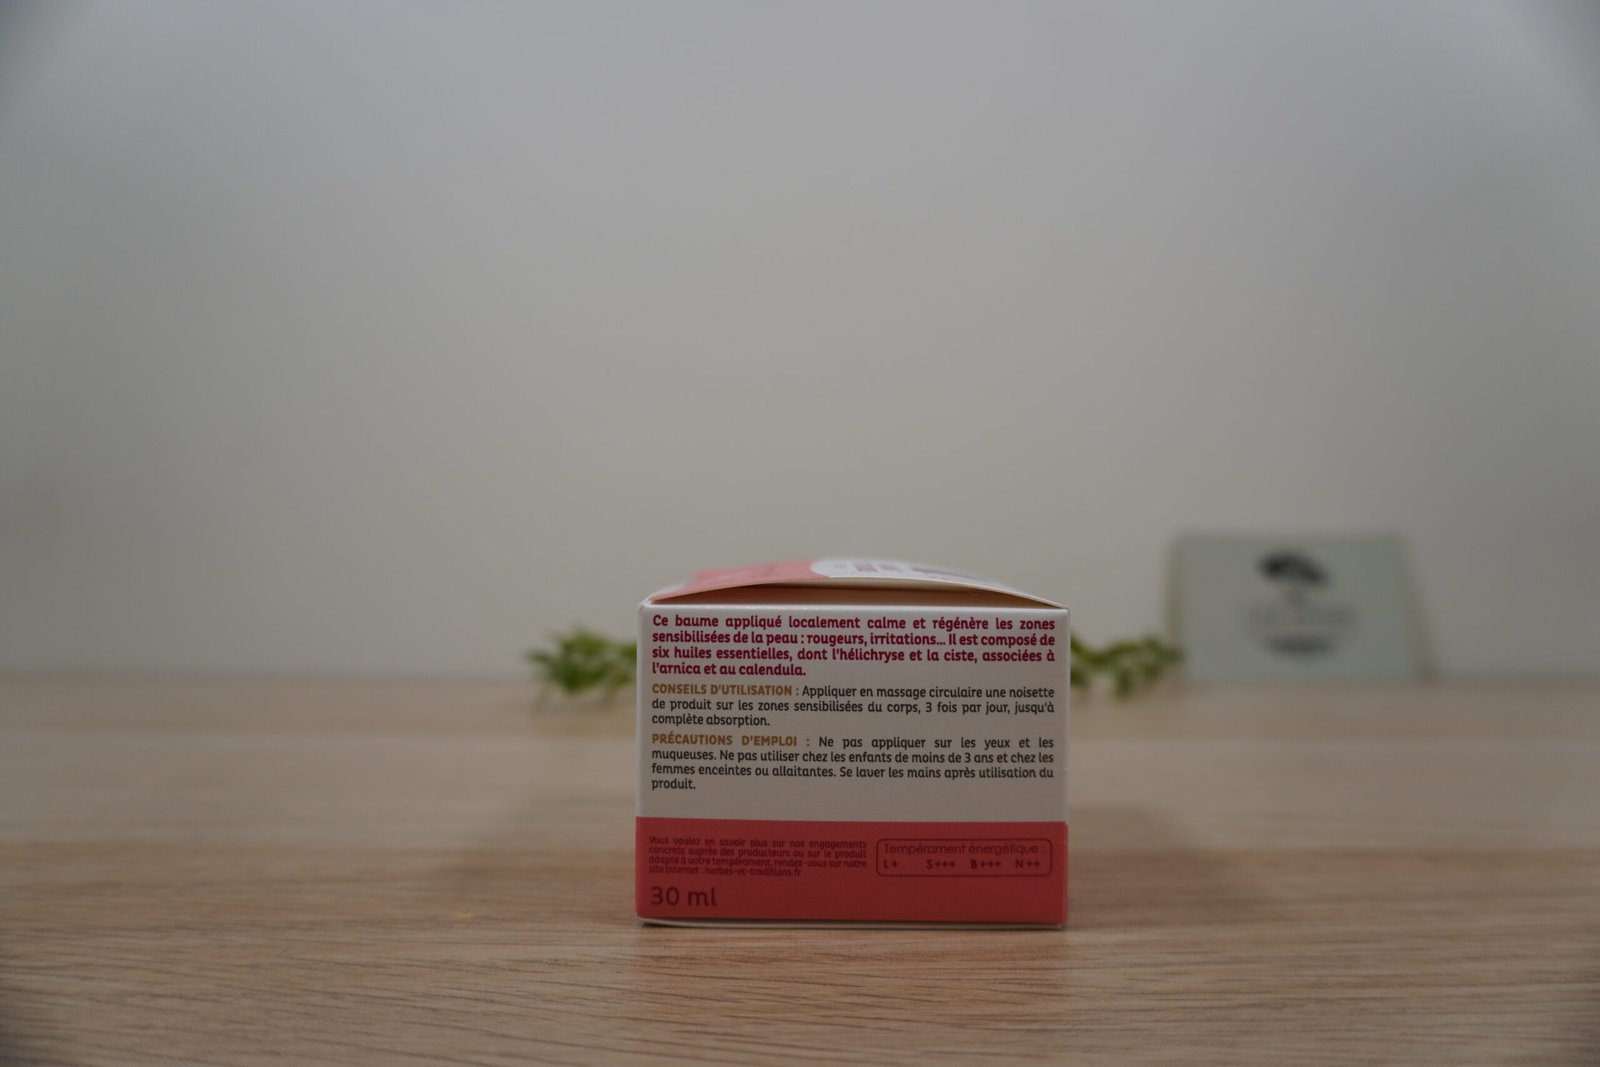 Ce baume appliqué localement calme et régénère les zones
sensibilisées de la peau : rougeurs, irritations... Il est composé de
six huiles essentielles, dont l'hélichryse et la ciste, associées à
l'arnica et au calendula.
CONSEILS D'UTILISATION : Appliquer en massage circulaire une noisette
de produit sur les zones sensibilisées du corps, 3 fois par jour, jusqu'à
complète absorption.
PRÉCAUTIONS D'EMPLOI : Ne pas appliquer sur les yeux et les
muqueuses. Ne pas utiliser chez les enfants de moins de 3 ans et chez les
femmes enceintes ou allaitantes. Se laver les mains après utilisation du
produit.
Vous voulez en savoir plus sur nos engagements
concrets auprès des producteurs ou sur le produit
adapté à votre tempérament, rendez-vous sur notre
site internet : herbes-et-traditions.fr
30 ml
Tempérament énergétique :
L+ S+++ B+++ N++